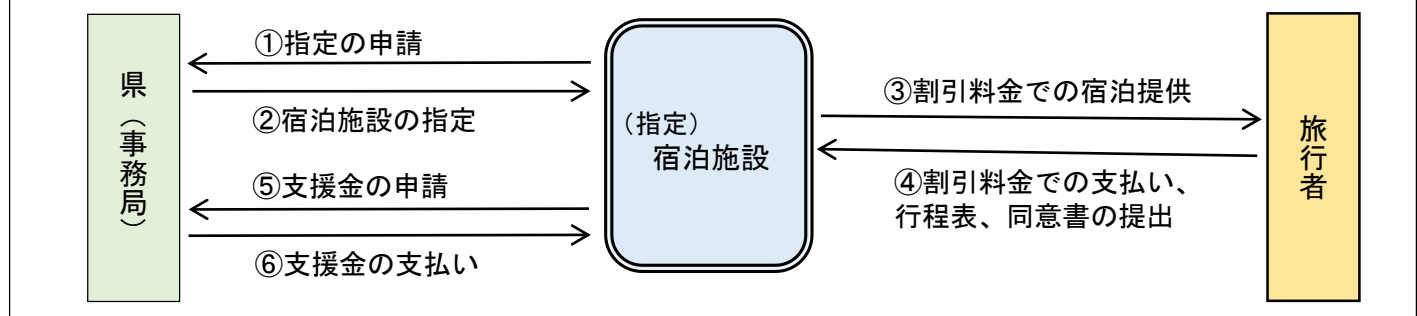 県（事務局）
①指定の申請
②宿泊施設の指定
⑤支援金の申請
⑥支援金の支払い
（指定）
宿泊施設
③割引料金での宿泊提供
④割引料金での支払い、
行程表、同意書の提出
旅行者